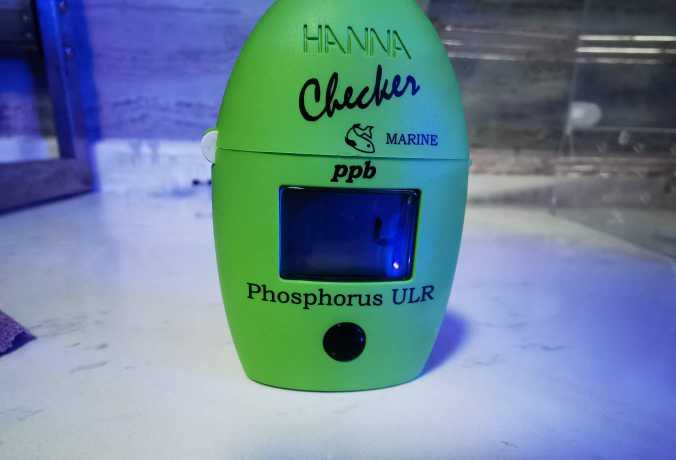 HANNA
Checker
MARINE
ppb
Phosphorus ULR